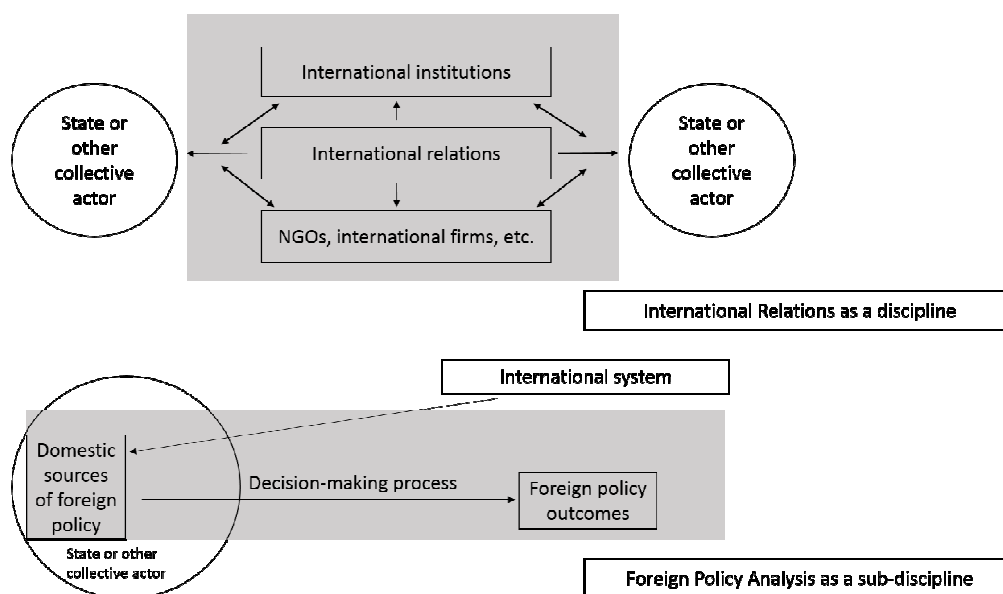 International institutions
State or
other
collective
actor
International relations
State or
other
collective
actor
NGOs, international firms, etc.
International Relations as a discipline
International system
Domestic
sources
of foreign
policy
Decision-making process
Foreign policy
outcomes
State or other
collective actor
Foreign Policy Analysis as a sub-discipline